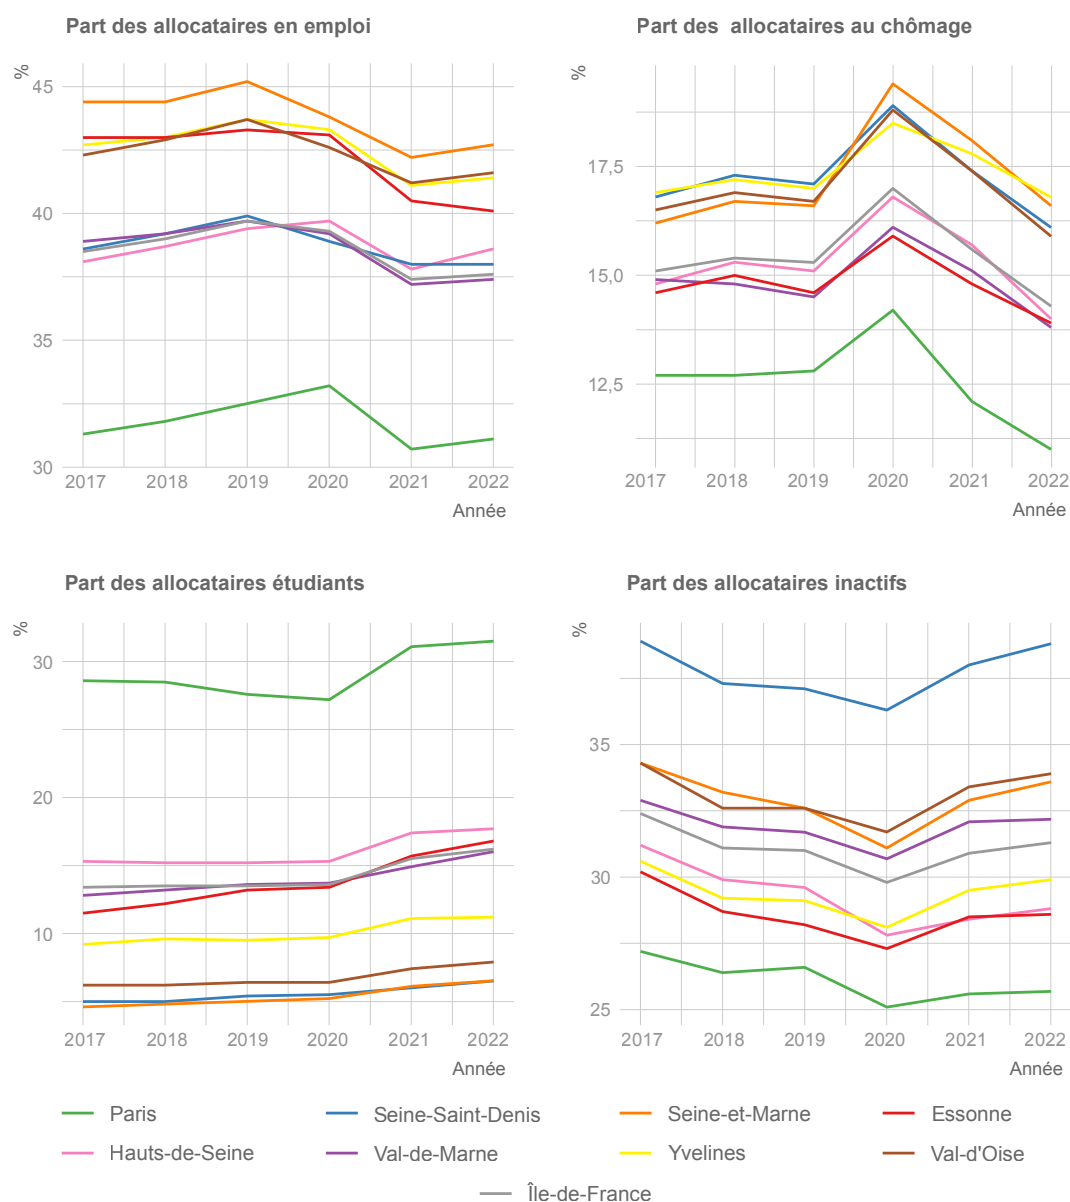 Part des allocataires en emploi
%
45
40
35
30
2017 2018 2019 2020 2021 2022
Année
Part des  allocataires au chômage
%
17,5
15,0
12,5
2017 2018 2019 2020 2021 2022
Année
Part des allocataires étudiants
%
30
20
10
2017 2018 2019 2020 2021 2022
Année
Part des allocataires inactifs
%
35
30
25
2017 2018 2019 2020 2021 2022
Année
Paris Seine-Saint-Denis Seine-et-Marne Essonne
Hauts-de-Seine Val-de-Marne Yvelines Val-d'Oise
Île-de-France